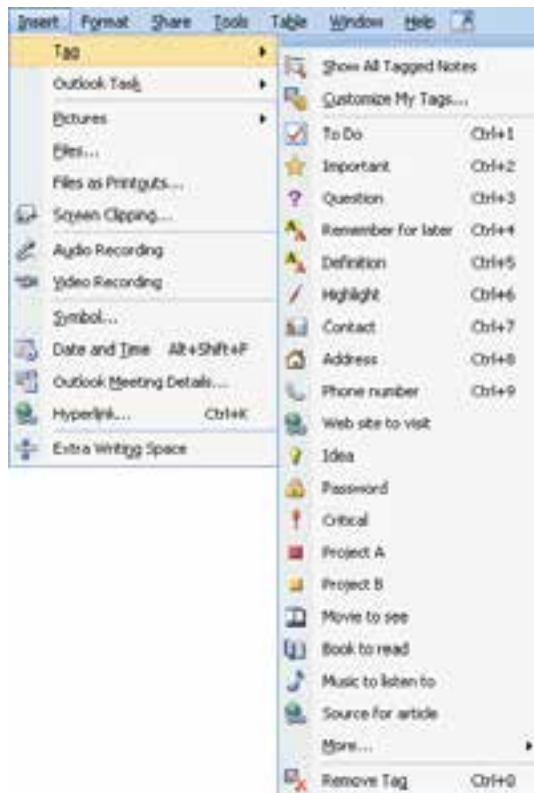 Insert Format Share Tools Table Window Help
Tag
Outlook Task
Pictures
Files...
Files as Printouts...
Screen Clipping...
Audio Recording
Video Recording
Symbol...
Date and Time Alt+Shift+F
Outlook Meeting Details...
Hyperlink... Ctrl+K
Extra Writing Space
Show All Tagged Notes
Customize My Tags...
To Do Ctrl+1
Important Ctrl+2
Question Ctrl+3
Remember for later Ctrl+4
Definition Ctrl+5
Highlight Ctrl+6
Contact Ctrl+7
Address Ctrl+8
Phone number Ctrl+9
Web site to visit
Idea
Password
Critical
Project A
Project B
Movie to see
Book to read
Music to listen to
Source for article
More...
Remove Tag Ctrl+0